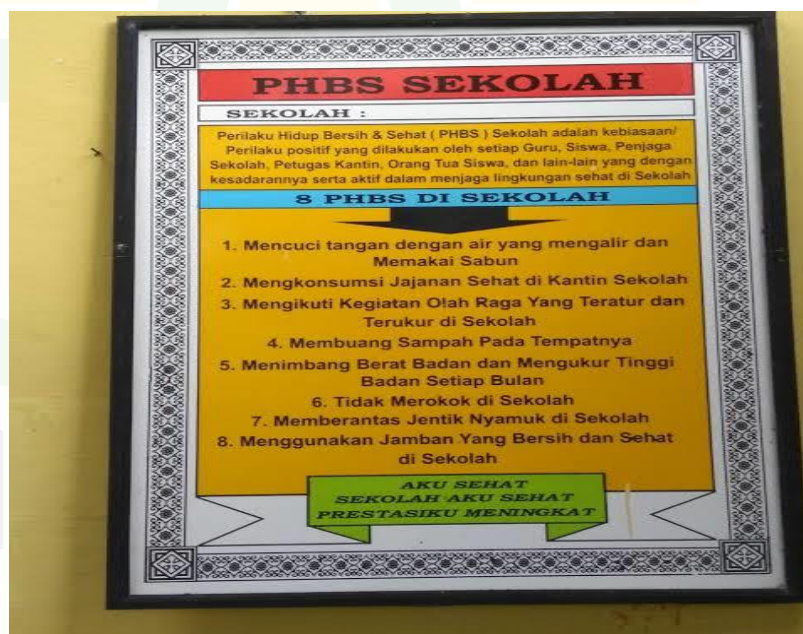 PHBS SEKOLAH
SEKOLAH :
Perilaku Hidup Bersih & Sehat ( PHBS ) Sekolah adalah kebiasaan/
Perilaku positif yang dilakukan oleh setiap Guru, Siswa, Penjaga
Sekolah, Petugas Kantin, Orang Tua Siswa, dan lain-lain yang dengan
kesadarannya serta aktif dalam menjaga lingkungan sehat di Sekolah
8 PHBS DI SEKOLAH
1. Mencuci tangan dengan air yang mengalir dan
Memakai Sabun
2. Mengkonsumsi Jajanan Sehat di Kantin Sekolah
3. Mengikuti Kegiatan Olah Raga Yang Teratur dan
Terukur di Sekolah
4. Membuang Sampah Pada Tempatnya
5. Menimbang Berat Badan dan Mengukur Tinggi
Badan Setiap Bulan
6. Tidak Merokok di Sekolah
7. Memberantas Jentik Nyamuk di Sekolah
8. Menggunakan Jamban Yang Bersih dan Sehat
di Sekolah
AKU SEHAT
SEKOLAH AKU SEHAT
PRESTASIKU MENINGKAT